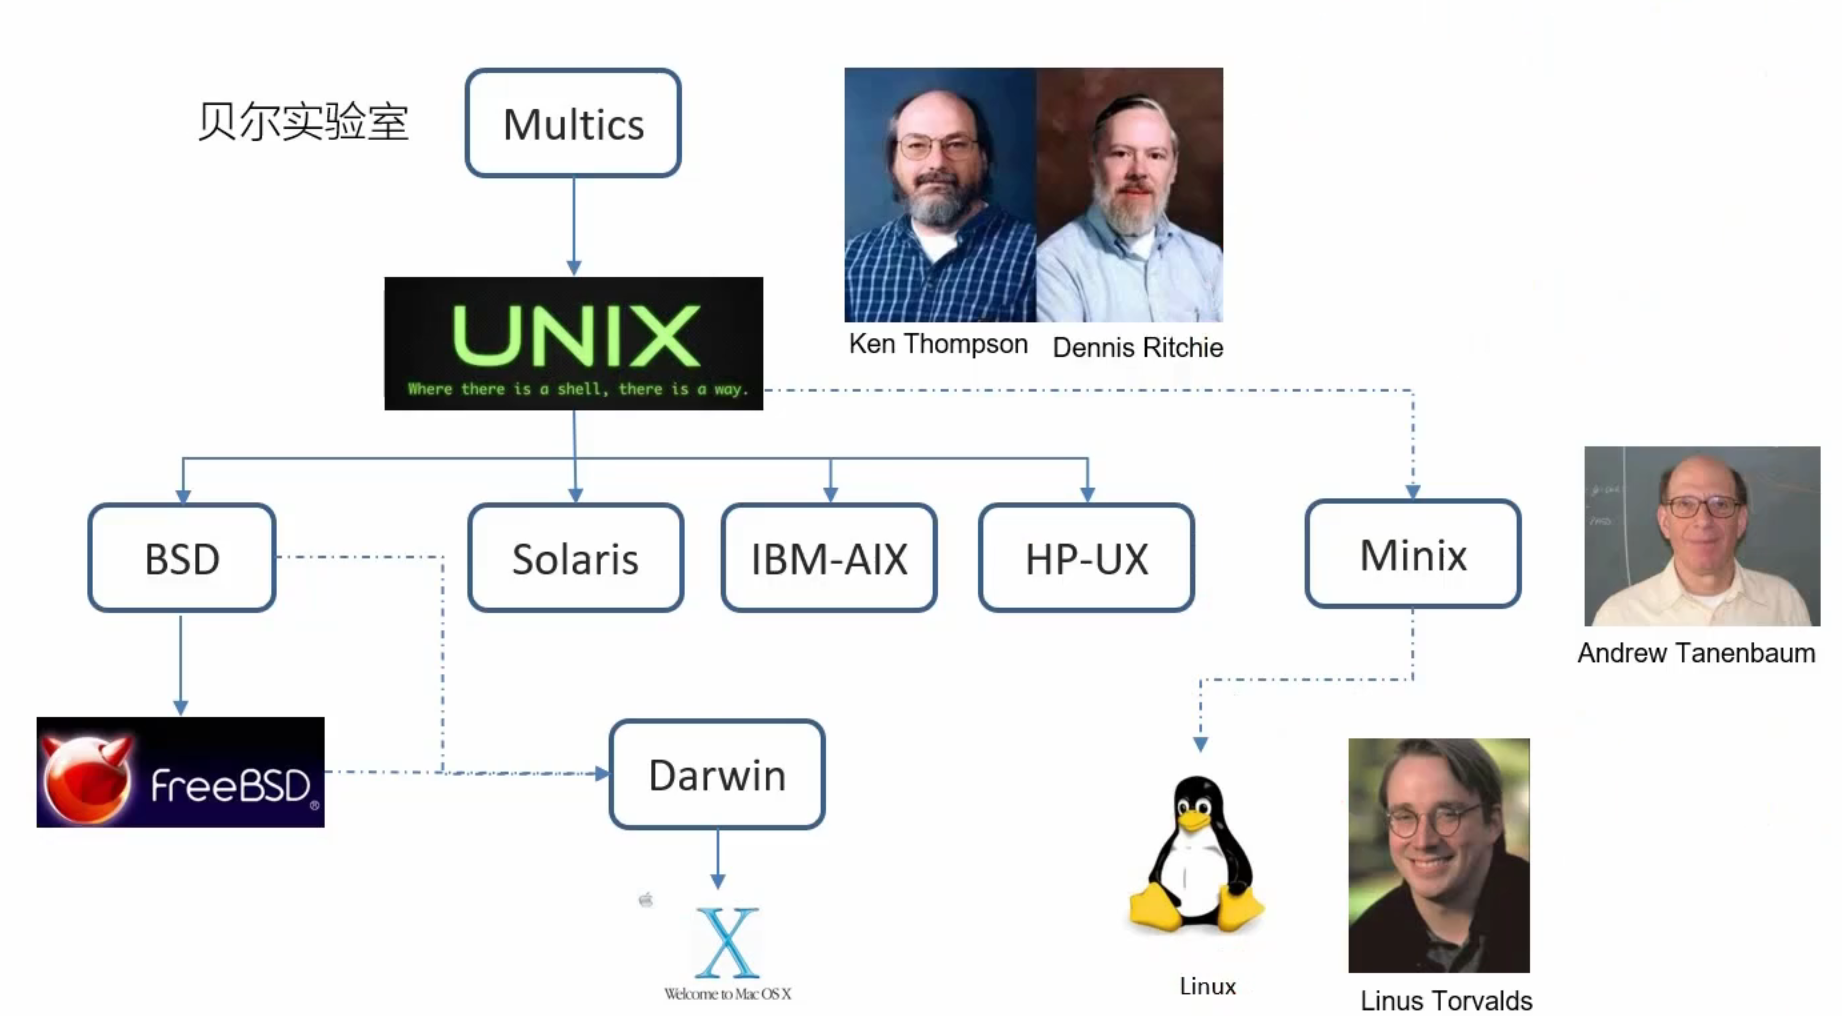 贝尔实验室
Multics
UNIX
Where there is a shell, there is a way.
Ken Thompson
Dennis Ritchie
BSD
Solaris
IBM-AIX
HP-UX
Minix
Andrew Tanenbaum
FreeBSD®
Darwin
X
Welcome to Mac OS X
Linux
Linus Torvalds